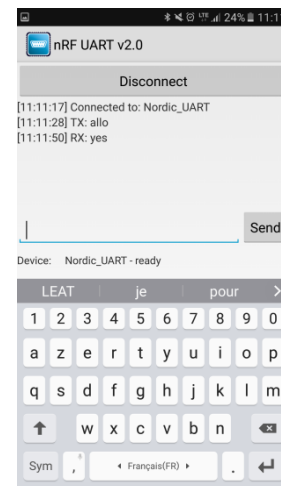 24% 11:1
nRF UART v2.0
Disconnect
[11:11:17] Connected to: Nordic_UART
[11:11:28] TX: allo
[11:11:50] RX: yes
Send
Device: Nordic_UART - ready
LEAT je pour
1 2 3 4 5 6 7 8 9 0
a z e r t y u i o p
q s d f g h j k l m
w x c v b n
Sym , Français(FR) .